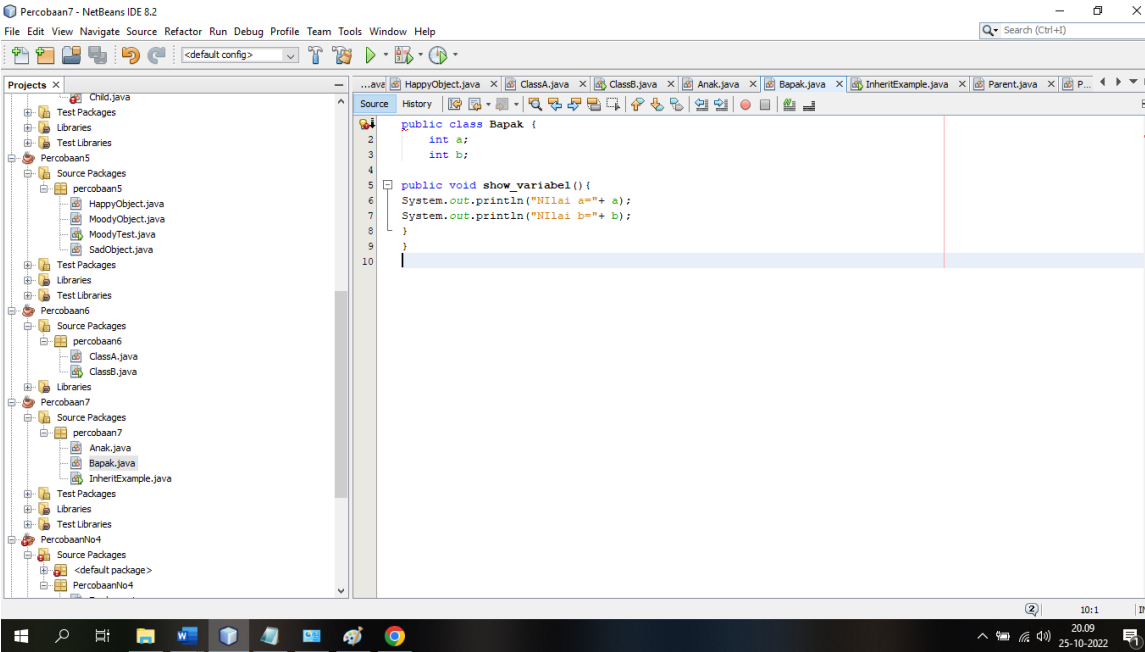 Percobaan7 - NetBeans IDE 8.2
File Edit View Navigate Source Refactor Run Debug Profile Team Tools Window Help
Search (Ctrl+I)
<default config>
Projects
...ava HappyObject.java ClassA.java ClassB.java Anak.java Bapak.java InheritExample.java Parent.java P...
Source History
Child.java
Test Packages
Libraries
Test Libraries
Percobaan5
Source Packages
percobaan5
HappyObject.java
MoodyObject.java
MoodyTest.java
SadObject.java
Test Packages
Libraries
Test Libraries
Percobaan6
Source Packages
percobaan6
ClassA.java
ClassB.java
Libraries
Percobaan7
Source Packages
percobaan7
Anak.java
Bapak.java
InheritExample.java
Test Packages
Libraries
Test Libraries
PercobaanNo4
Source Packages
<default package>
PercobaanNo4
public class Bapak {
2 int a;
3 int b;
4
5 public void show_variabel(){
6 System.out.println("NIlai a="+ a);
7 System.out.println("NIlai b="+ b);
8 }
9 }
10
2 10:1
20.09
25-10-2022